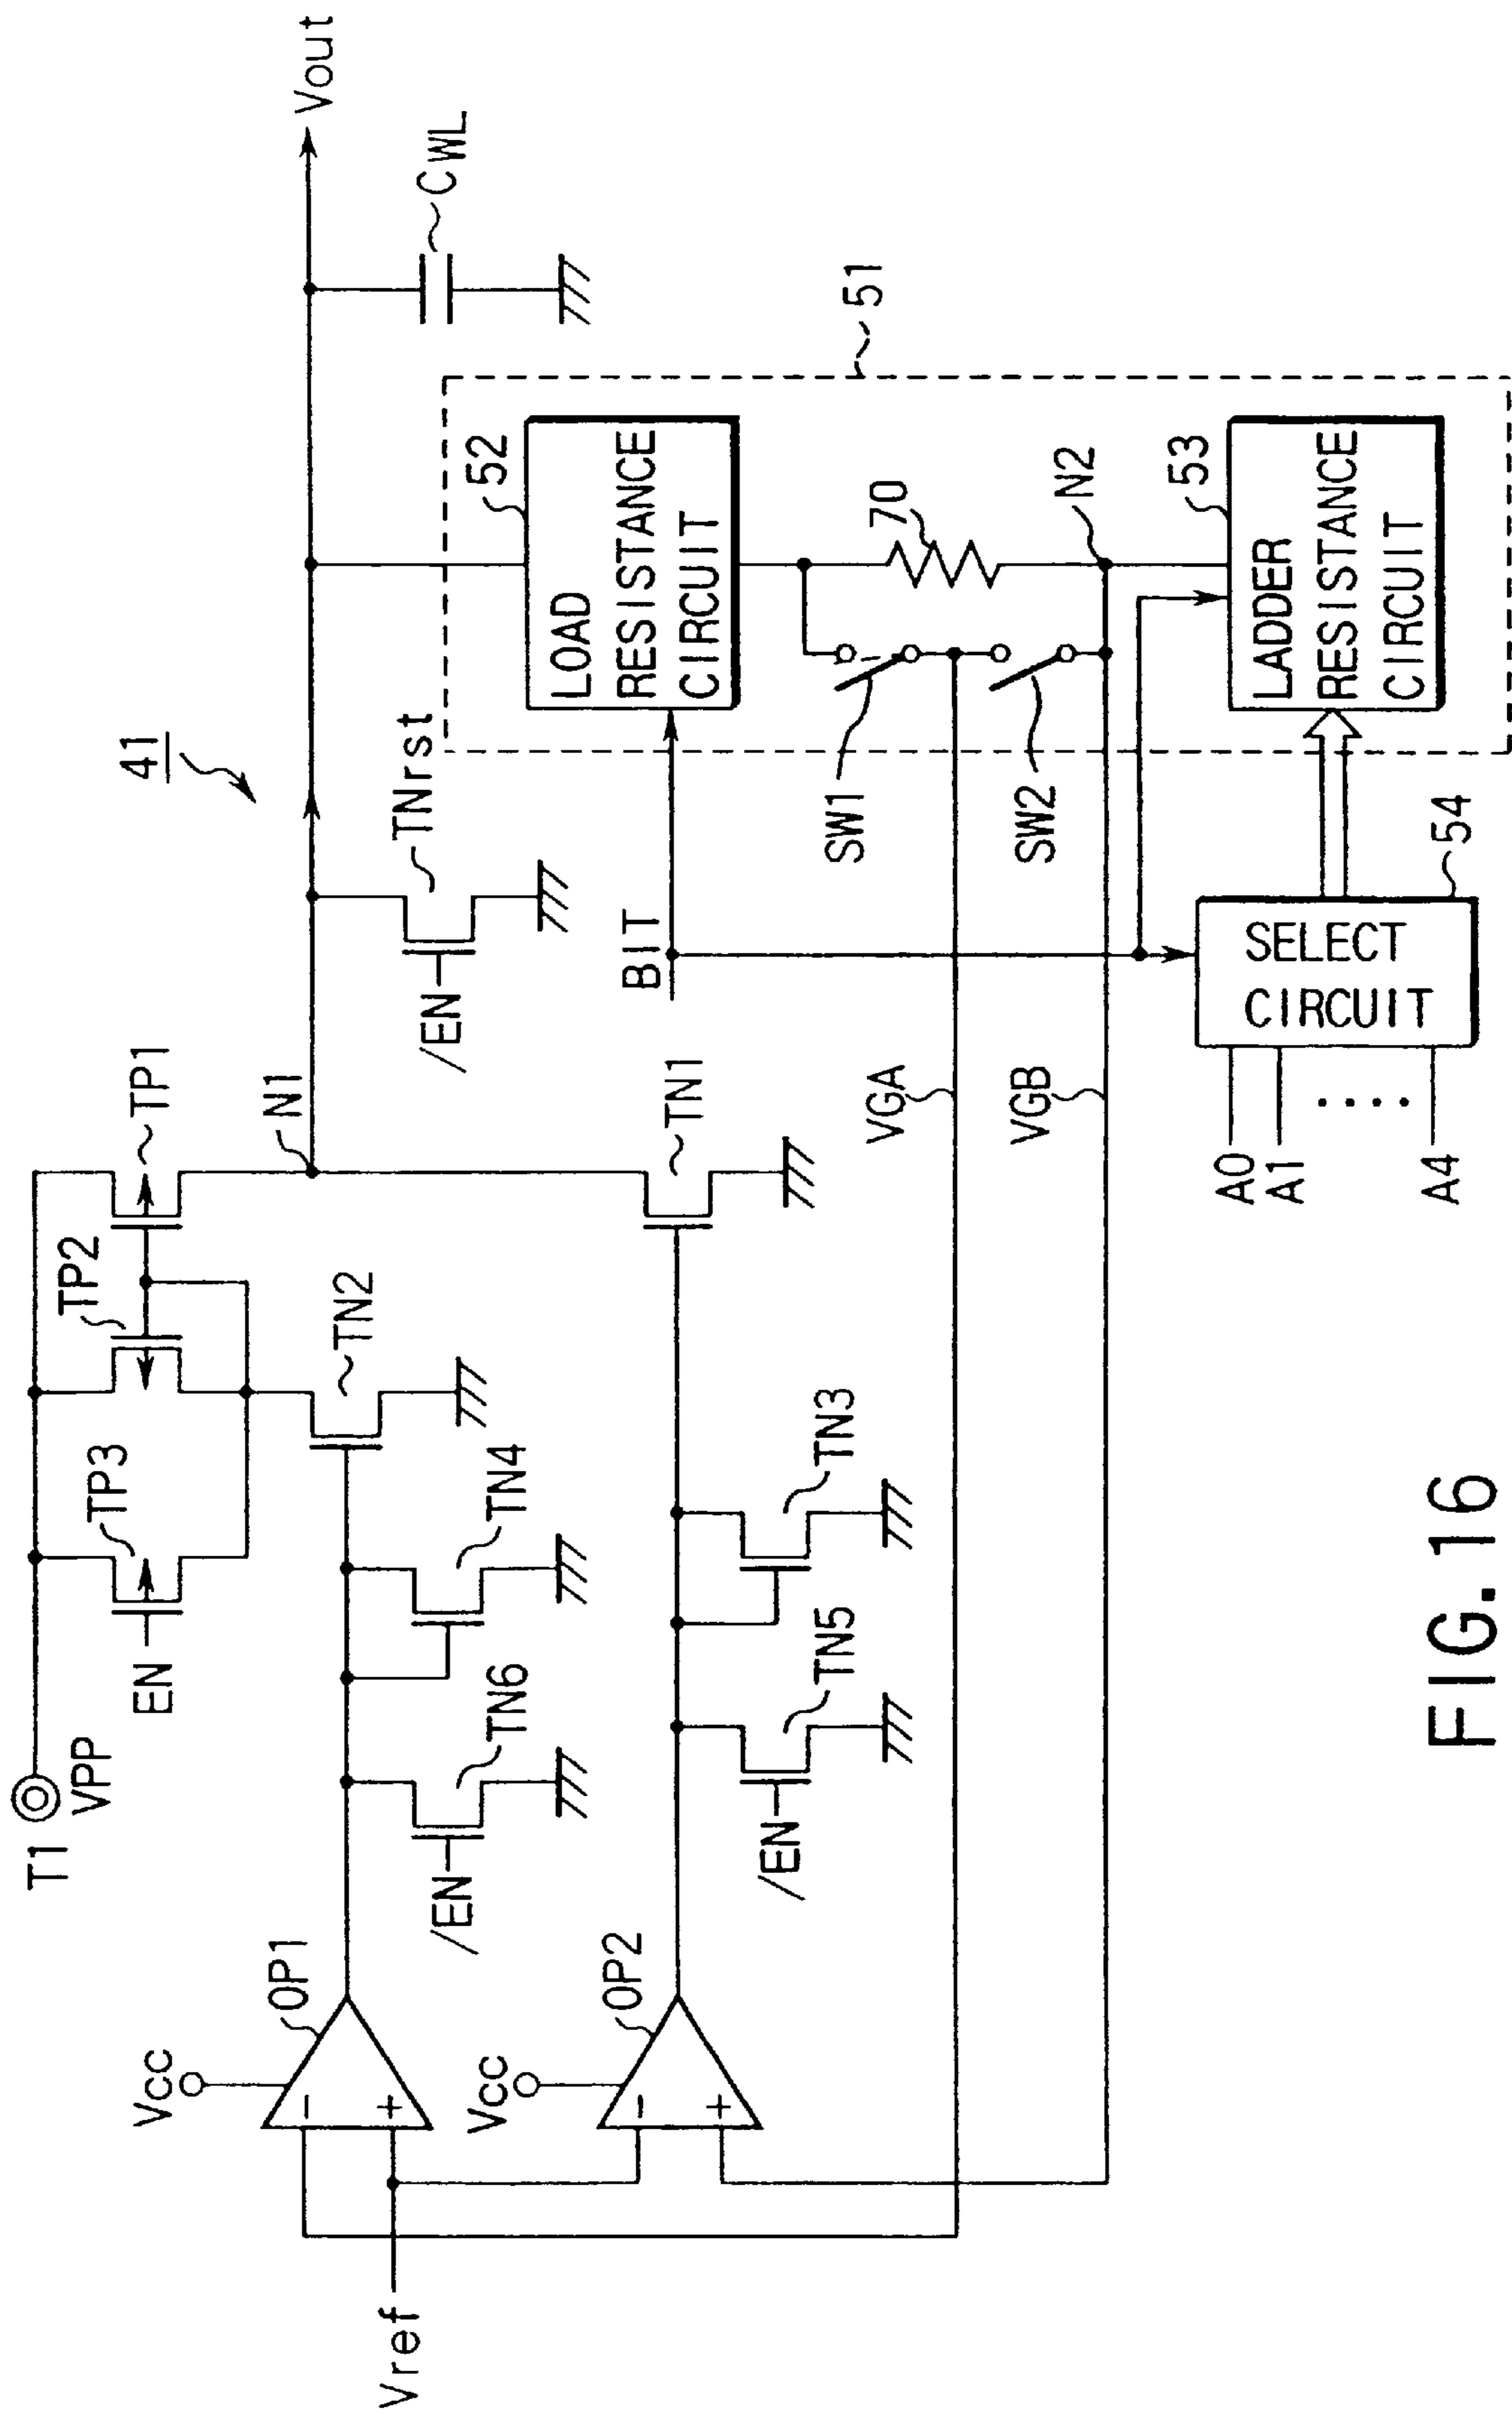 41
T1
VPP
EN
TP3
TP2
TP1
N1
Vout
CWL
TNrst
/EN
Vcc
OP1
-
+
/EN
TN6
TN4
TN2
Vref
Vcc
OP2
-
+
/EN
TN5
TN3
TN1
BIT
51
52
LOAD
RESISTANCE
CIRCUIT
SW1
SW2
70
N2
VGA
VGB
53
LADDER
RESISTANCE
CIRCUIT
54
SELECT
CIRCUIT
A0
A1
....
A4
FIG.16